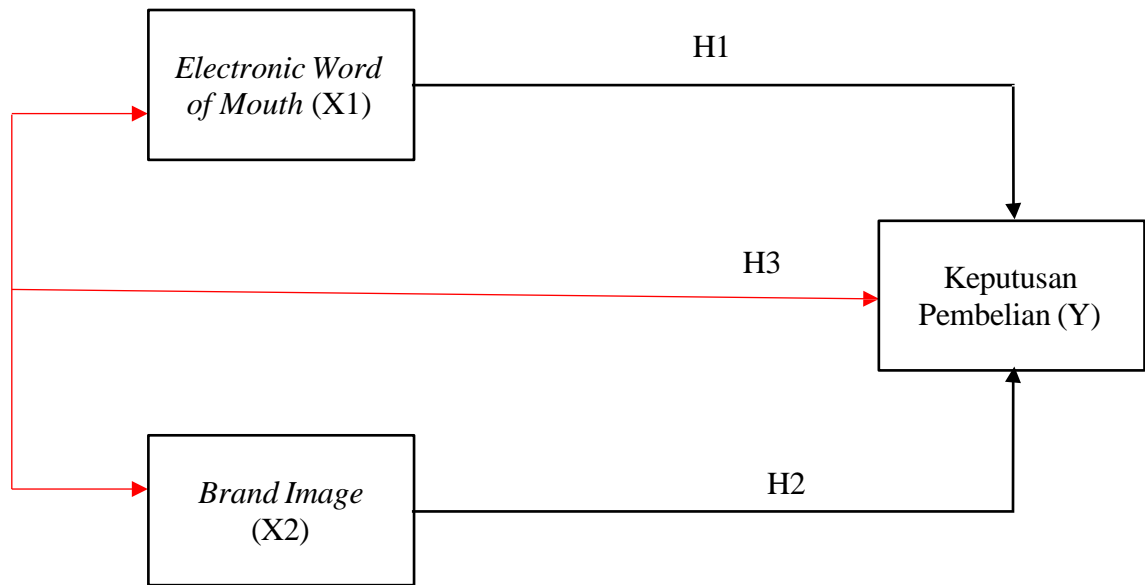 H1
Electronic Word
of Mouth (X1)
H3
Keputusan
Pembelian (Y)
H2
Brand Image
(X2)